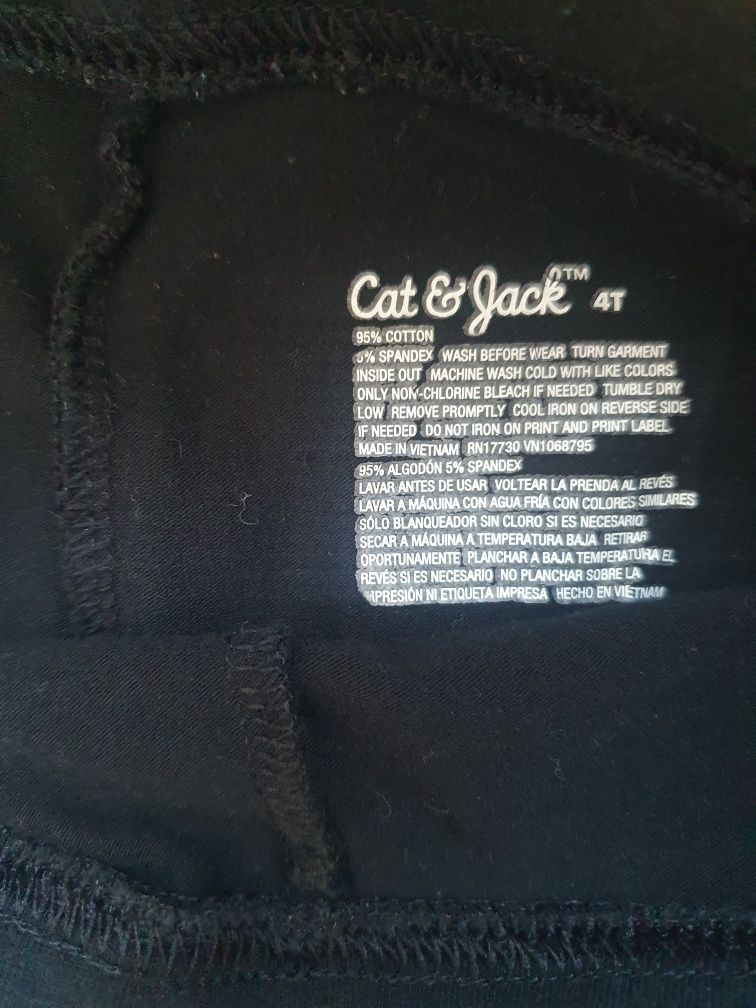 Cat & Jack™ 4T
95% COTTON
5% SPANDEX WASH BEFORE WEAR TURN GARMENT
INSIDE OUT MACHINE WASH COLD WITH LIKE COLORS
ONLY NON-CHLORINE BLEACH IF NEEDED TUMBLE DRY
LOW REMOVE PROMPTLY COOL IRON ON REVERSE SIDE
IF NEEDED DO NOT IRON ON PRINT AND PRINT LABEL
MADE IN VIETNAM RN17730 VN1068795
95% ALGODÓN 5% SPANDEX
LAVAR ANTES DE USAR VOLTEAR LA PRENDA AL REVÉS
LAVAR A MÁQUINA CON AGUA FRÍA CON COLORES SIMILARES
SÓLO BLANQUEADOR SIN CLORO SI ES NECESARIO
SECAR A MÁQUINA A TEMPERATURA BAJA RETIRAR
OPORTUNAMENTE PLANCHAR A BAJA TEMPERATURA EL
REVÉS SI ES NECESARIO NO PLANCHAR SOBRE LA
IMPRESIÓN NI ETIQUETA IMPRESA HECHO EN VIETNAM